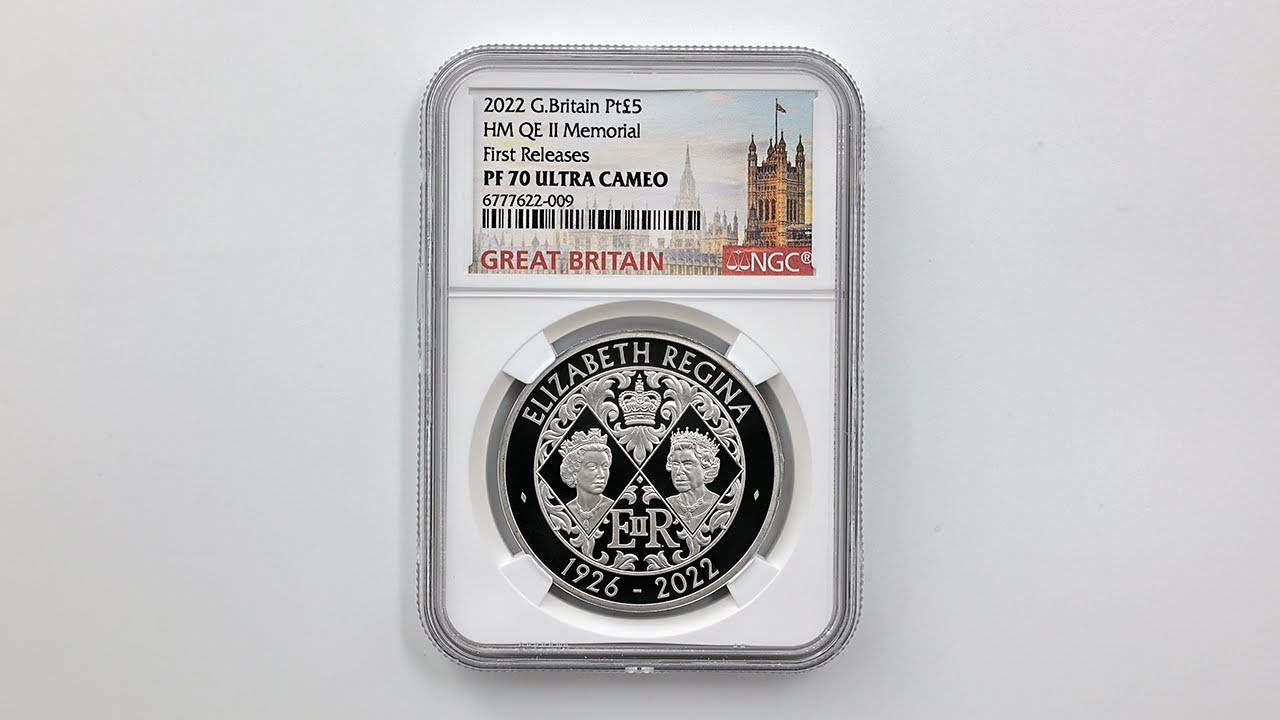 2022 G.Britain Pt£5
HM QE II Memorial
First Releases
PF 70 ULTRA CAMEO
6777622-009
GREAT BRITAIN
NGC®
ELIZABETH REGINA
EIIR
1926 - 2022